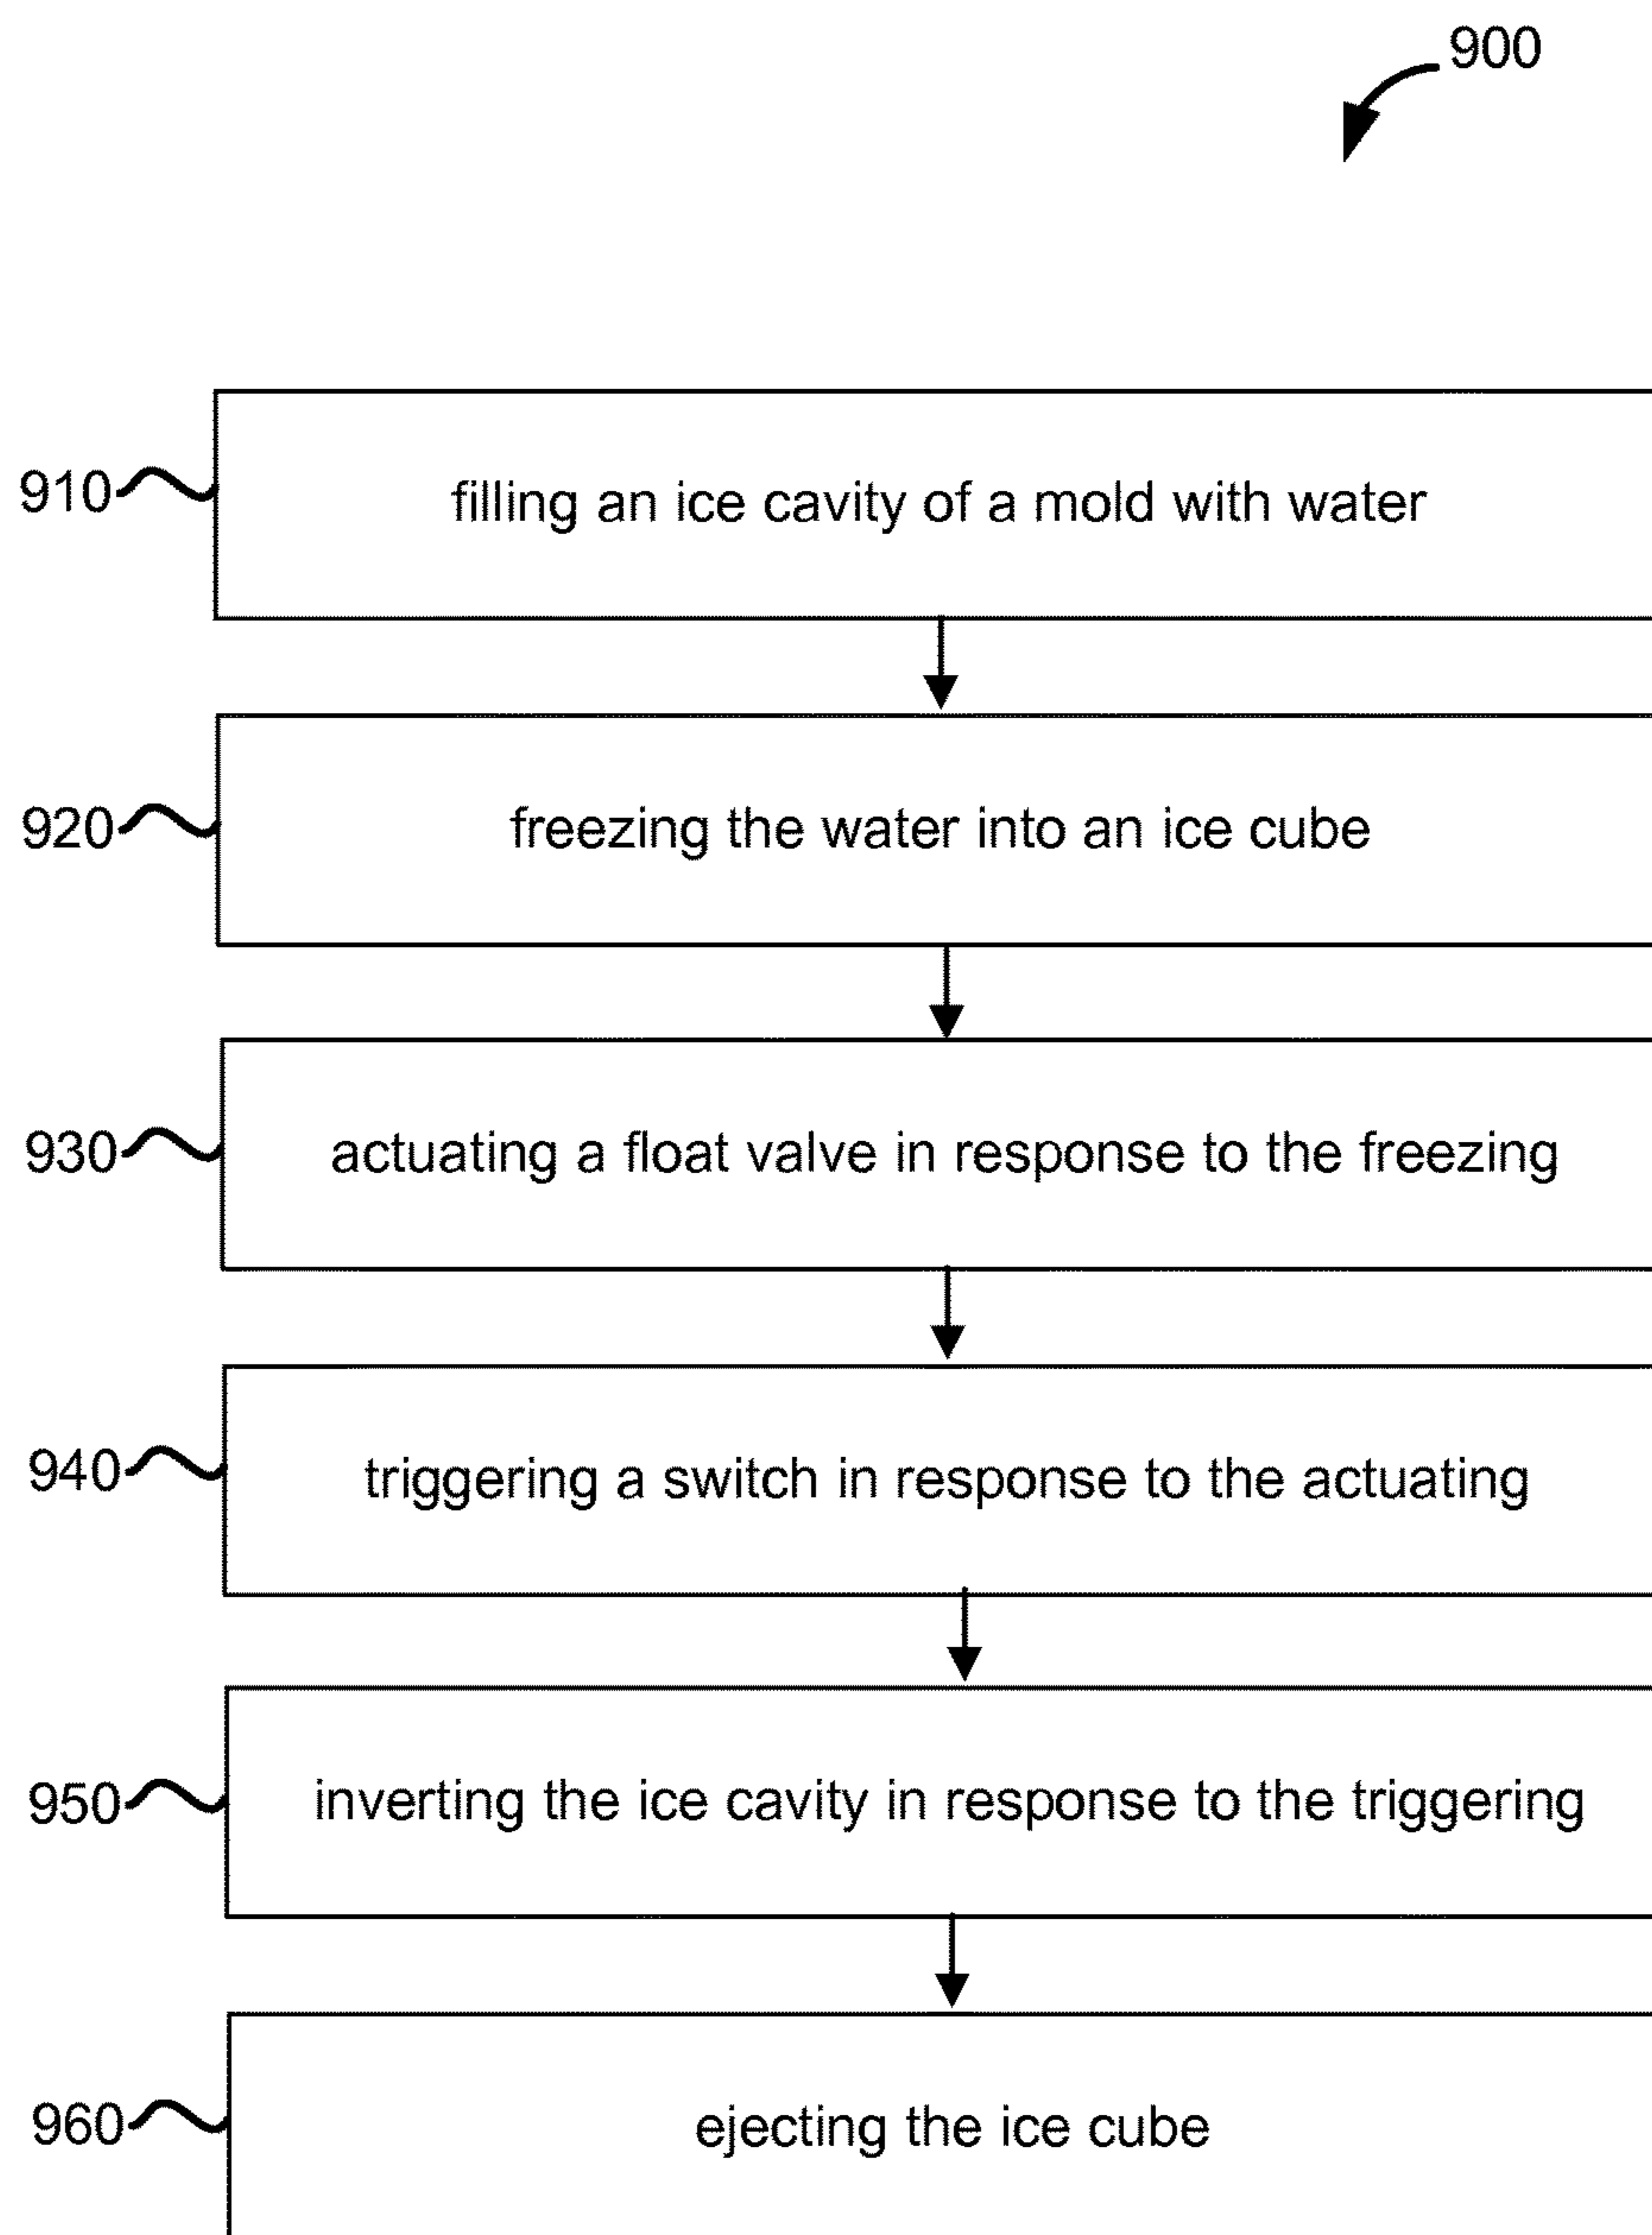 900
910 filling an ice cavity of a mold with water
920 freezing the water into an ice cube
930 actuating a float valve in response to the freezing
940 triggering a switch in response to the actuating
950 inverting the ice cavity in response to the triggering
960 ejecting the ice cube